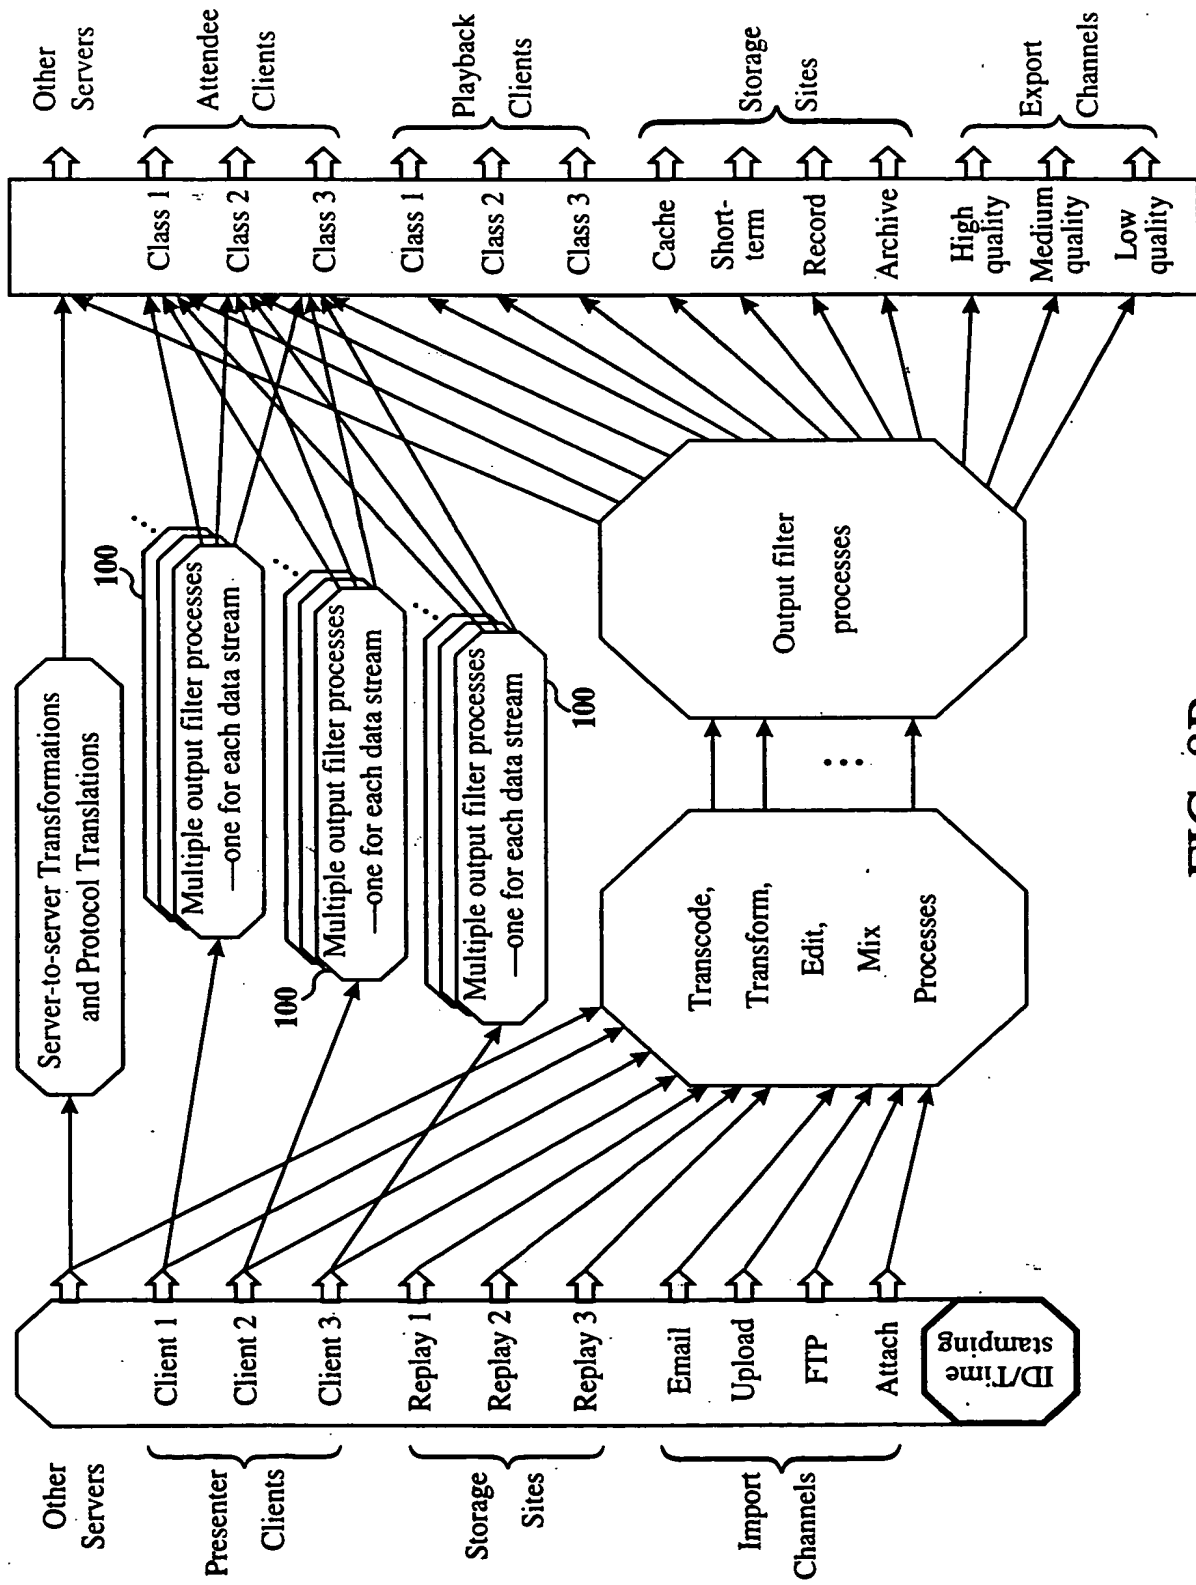 Other
Servers
Presenter
Clients
Storage
Sites
Import
Channels
Client 1
Client 2
Client 3
Replay 1
Replay 2
Replay 3
Email
Upload
FTP
Attach
ID/Time
stamping
Server-to-server Transformations
and Protocol Translations
Multiple output filter processes
—one for each data stream
100
Multiple output filter processes
—one for each data stream
100
Multiple output filter processes
—one for each data stream
100
Transcode,
Transform,
Edit,
Mix
Processes
Output filter
processes
Class 1
Class 2
Class 3
Class 1
Class 2
Class 3
Cache
Short-
term
Record
Archive
High
quality
Medium
quality
Low
quality
Other
Servers
Attendee
Clients
Playback
Clients
Storage
Sites
Export
Channels